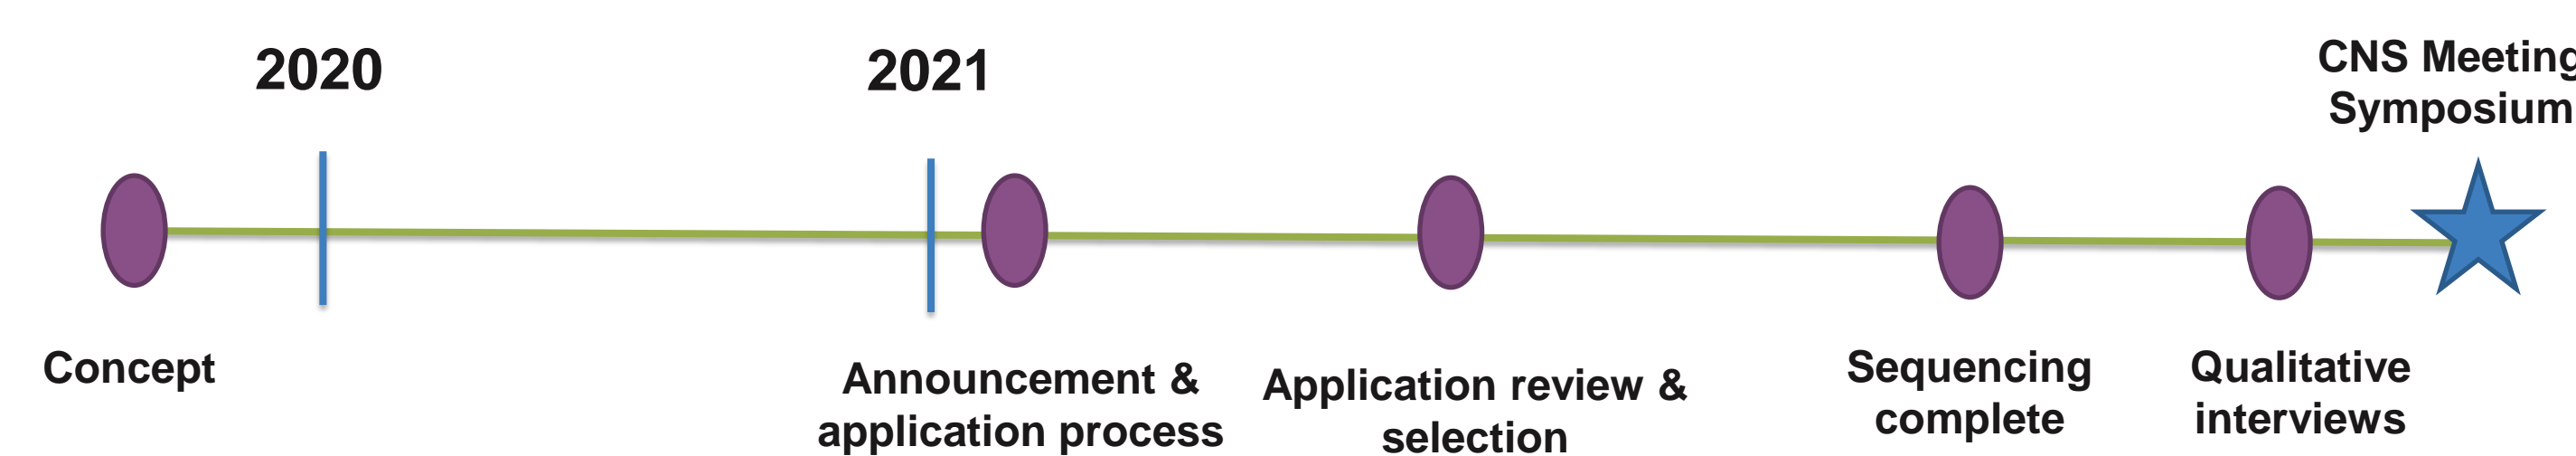 2020
2021
CNS Meeting
Symposium
Concept
Announcement &
application process
Application review &
selection
Sequencing
complete
Qualitative
interviews